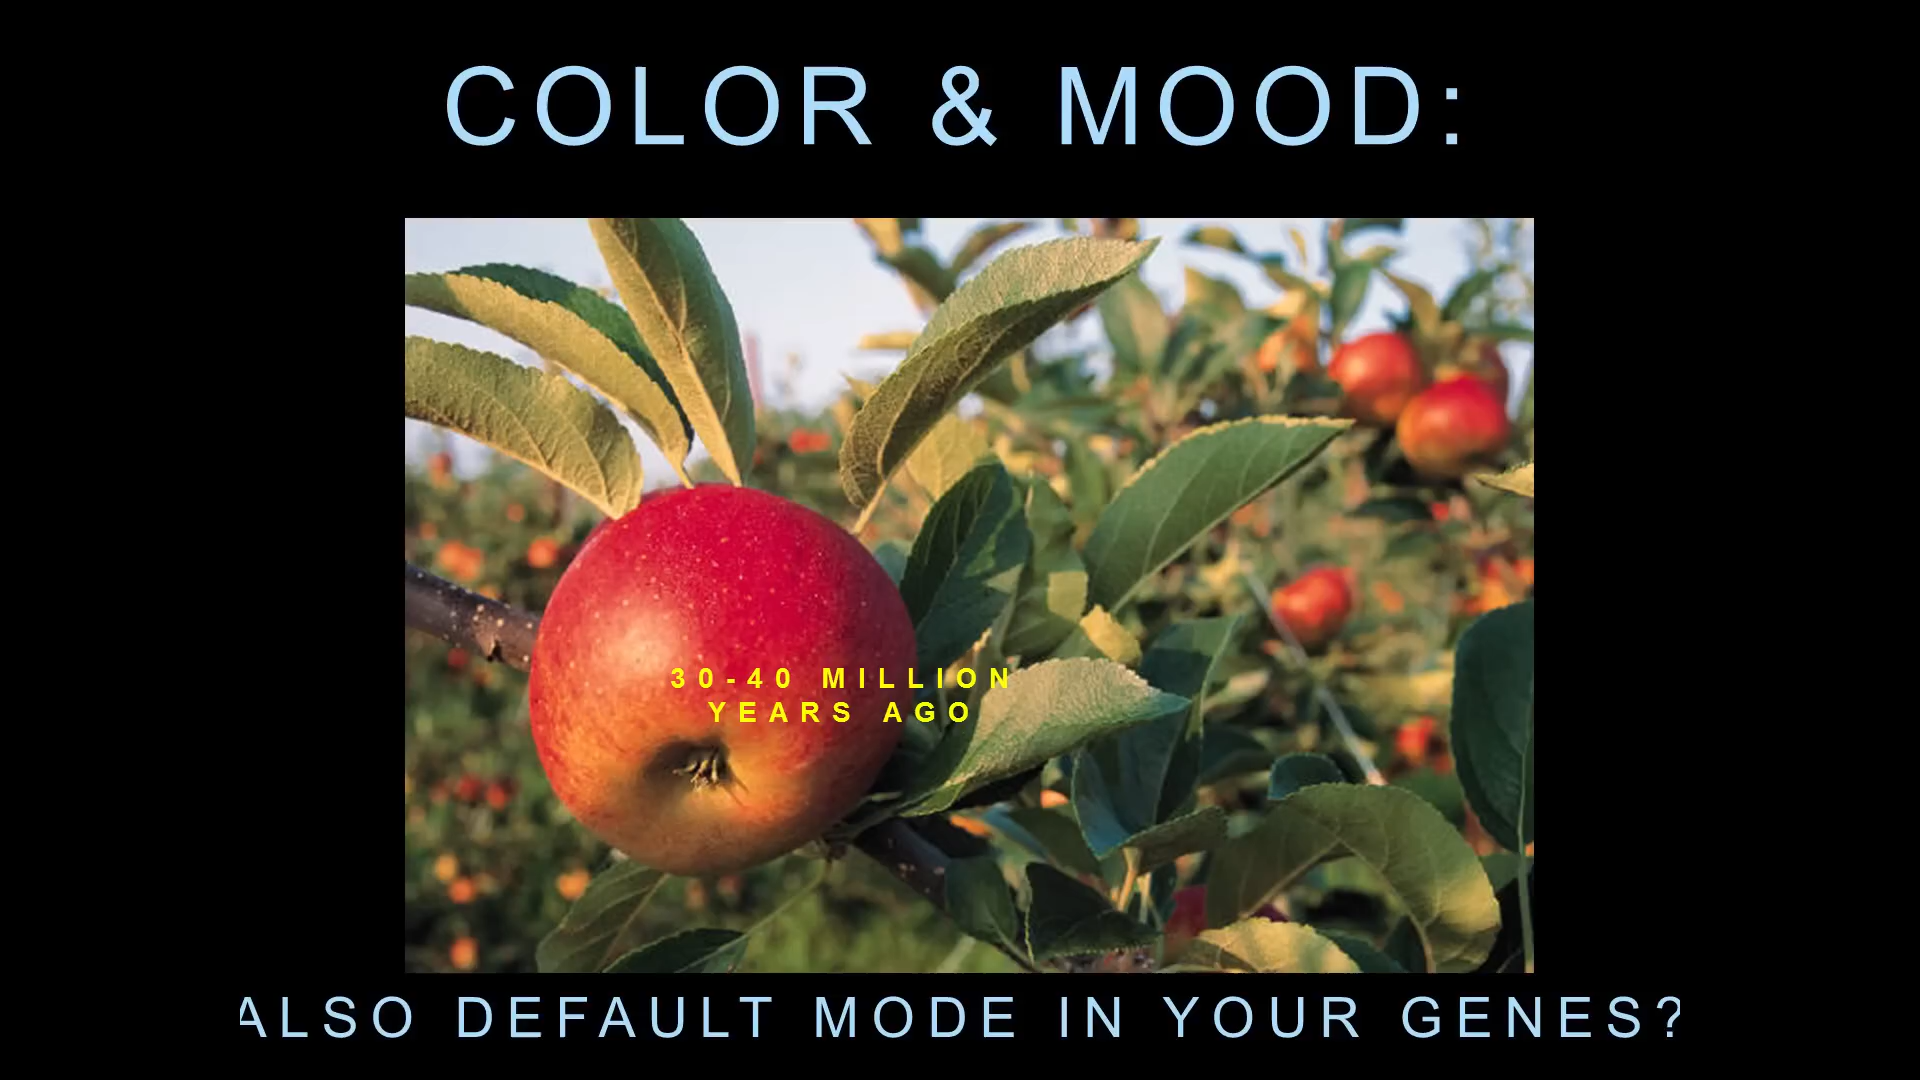 COLOR & MOOD:
30-40 MILLION
YEARS AGO
ALSO DEFAULT MODE IN YOUR GENES?